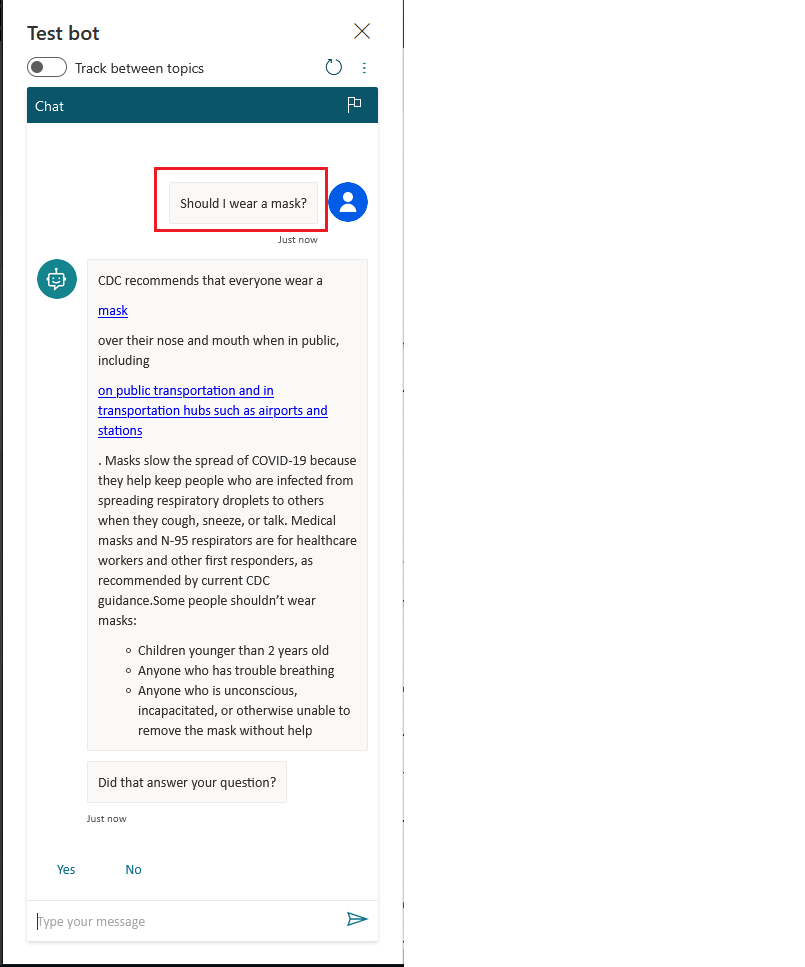 Test bot
Track between topics
Chat
Should I wear a mask?
Just now
CDC recommends that everyone wear a
mask
over their nose and mouth when in public,
including
on public transportation and in
transportation hubs such as airports and
stations
. Masks slow the spread of COVID-19 because
they help keep people who are infected from
spreading respiratory droplets to others
when they cough, sneeze, or talk. Medical
masks and N-95 respirators are for healthcare
workers and other first responders, as
recommended by current CDC
guidance.Some people shouldn’t wear
masks:
Children younger than 2 years old
Anyone who has trouble breathing
Anyone who is unconscious,
incapacitated, or otherwise unable to
remove the mask without help
Did that answer your question?
Just now
Yes No
Type your message